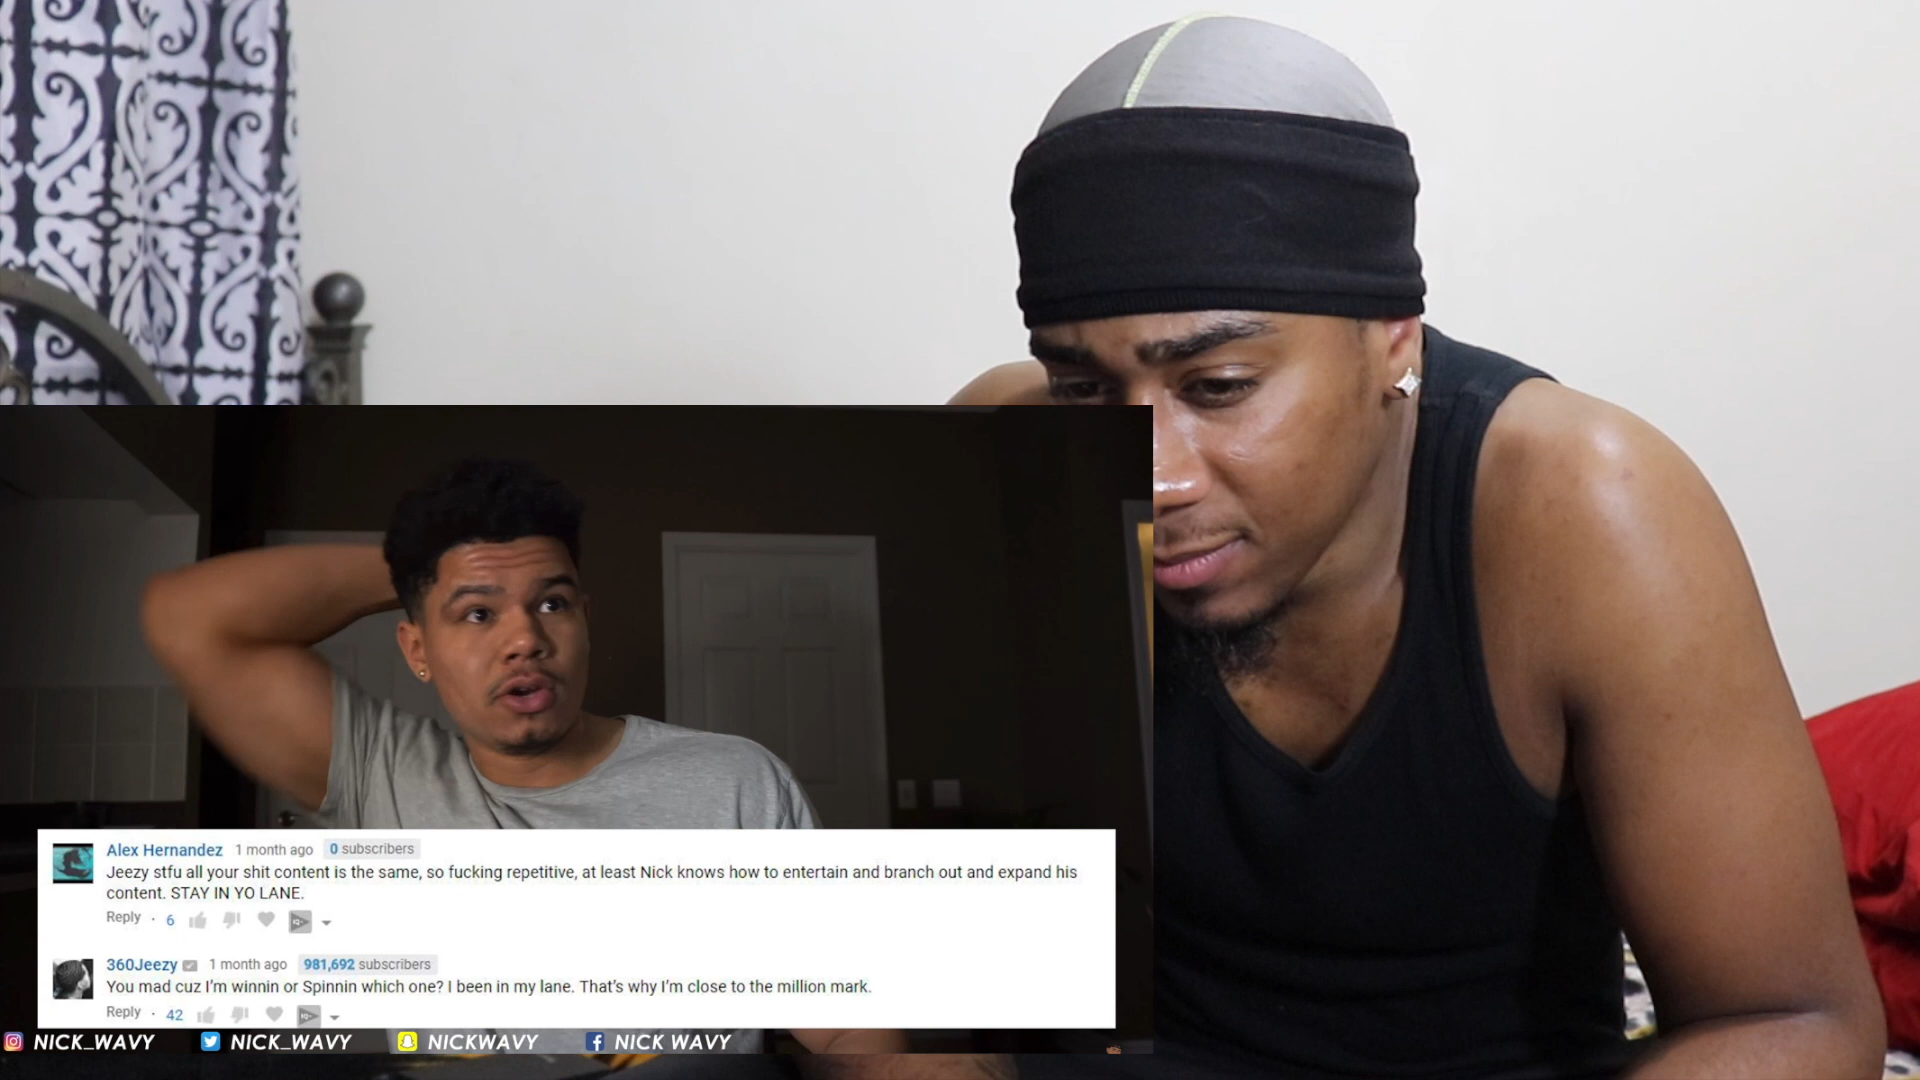 Alex Hernandez 1 month ago 0 subscribers
Jeezy stfu all your shit content is the same, so fucking repetitive, at least Nick knows how to entertain and branch out and expand his
content. STAY IN YO LANE.
Reply · 6
360Jeezy 1 month ago 981,692 subscribers
You mad cuz I'm winnin or Spinnin which one? I been in my lane. That's why I'm close to the million mark.
Reply · 42
NICK_WAVY NICK_WAVY NICKWAVY NICK WAVY